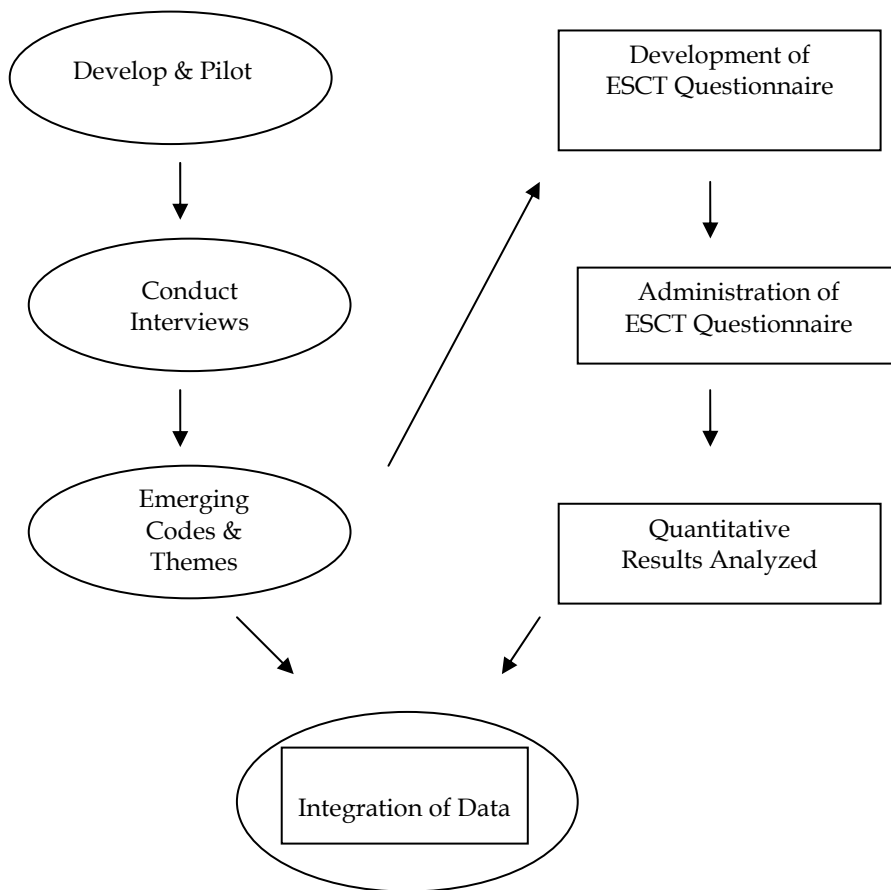 Develop & Pilot
Conduct
Interviews
Emerging
Codes &
Themes
Development of
ESCT Questionnaire
Administration of
ESCT Questionnaire
Quantitative
Results Analyzed
Integration of Data